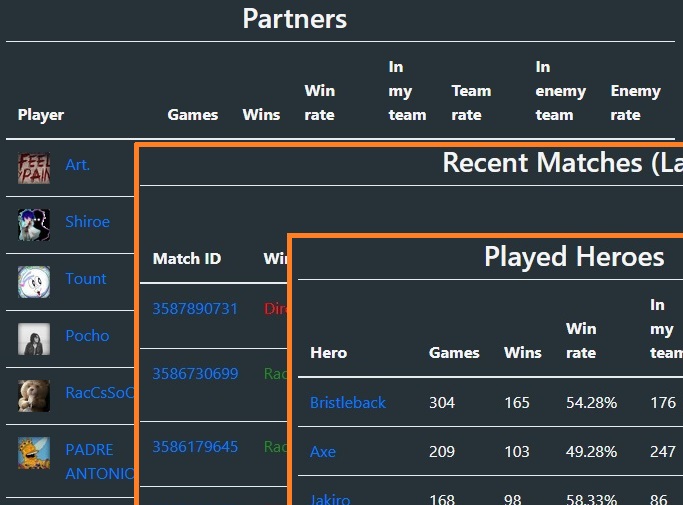 Partners
Player Games Wins Win rate In my team Team rate In enemy team Enemy rate
FEEL PAIN
Art.
Shiroe
Tount
Pocho
RacCsSoC
PADRE
ANTONIO
Recent Matches (La
Match ID Win
3587890731 Dire
3586730699 Rad
3586179645 Rad
Played Heroes
Hero Games Wins Win rate In my team
Bristleback 304 165 54.28% 176
Axe 209 103 49.28% 247
Jakiro 168 98 58.33% 86